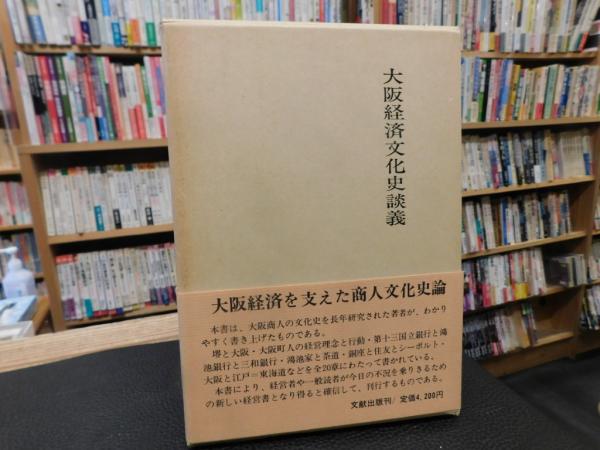 大阪経済文化史談義
大阪経済を支えた商人文化史論
本書は、大阪商人の文化史を長年研究された著者が、わかり
やすく書き上げたものである。
堺と大阪・大阪町人の経営理念と行動・第十三国立銀行と鴻
池銀行と三和銀行・鴻池家と茶道・銅座と住友とシーボルト・
大阪と江戸=東海道などを全20章にわたって書かれている。
本書により、経営者や一般読者が今日の不況を乗りきるため
の新しい経営書となり得ると確信して、刊行するものである。
文献出版刊/定価4,200円